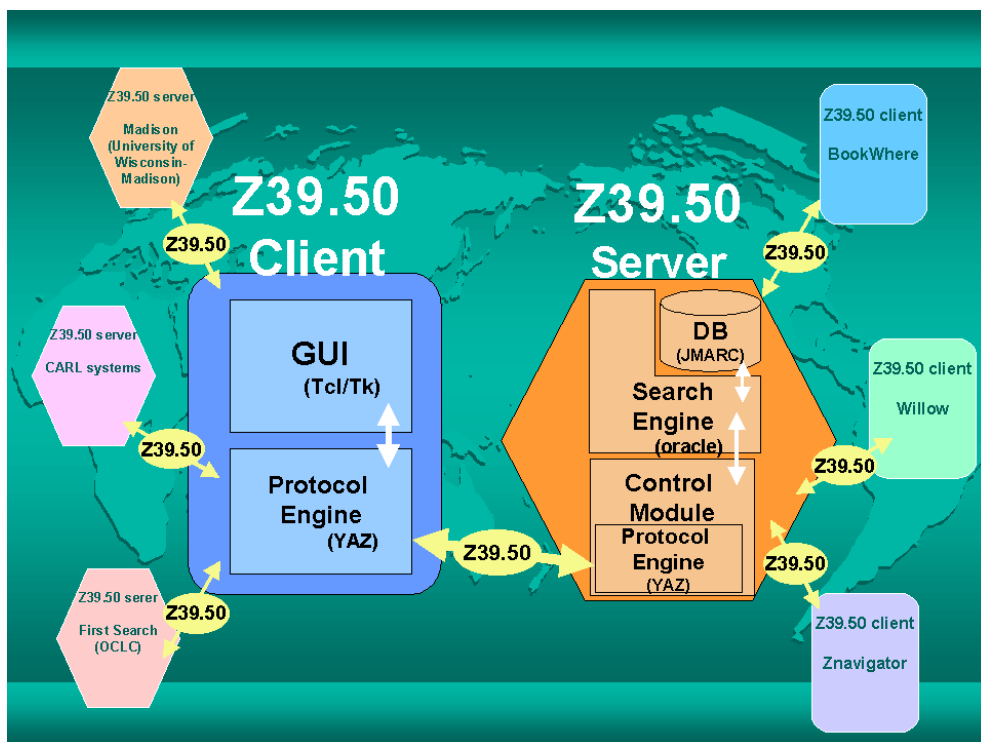 Z39.50 server
Madison
(University of
Wisconsin-
Madison)
Z39.50
Z39.50 server
CARL systems
Z39.50
Z39.50 serer
First Search
(OCLC)
Z39.50
Z39.50
Client
GUI
(Tcl/Tk)
Protocol
Engine
(YAZ)
Z39.50
Z39.50
Server
DB
(JMARC)
Search
Engine
(oracle)
Control
Module
Protocol
Engine
(YAZ)
Z39.50 client
BookWhere
Z39.50
Z39.50 client
Willow
Z39.50
Z39.50
Z39.50 client
Znavigator